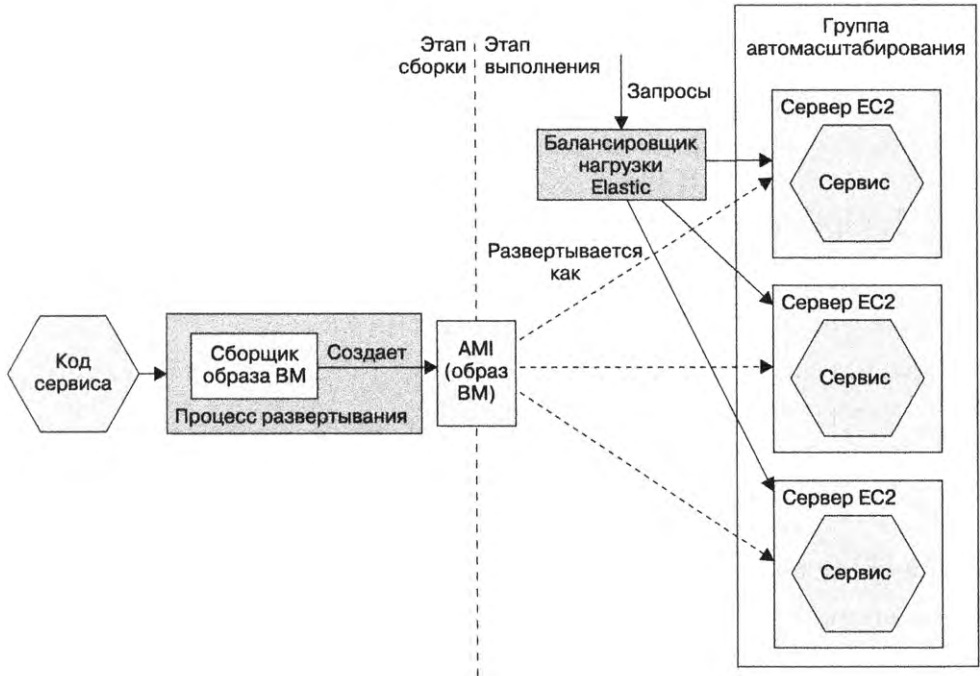 Группа
автомасштабирования
Этап
сборки
Этап
выполнения
Запросы
Балансировщик
нагрузки
Elastic
Сервер EC2
Сервис
Развертывается
как
Сервер EC2
Сервис
Код
сервиса
Сборщик
образа ВМ
Создает
Процесс развертывания
AMI
(образ
ВМ)
Сервер EC2
Сервис